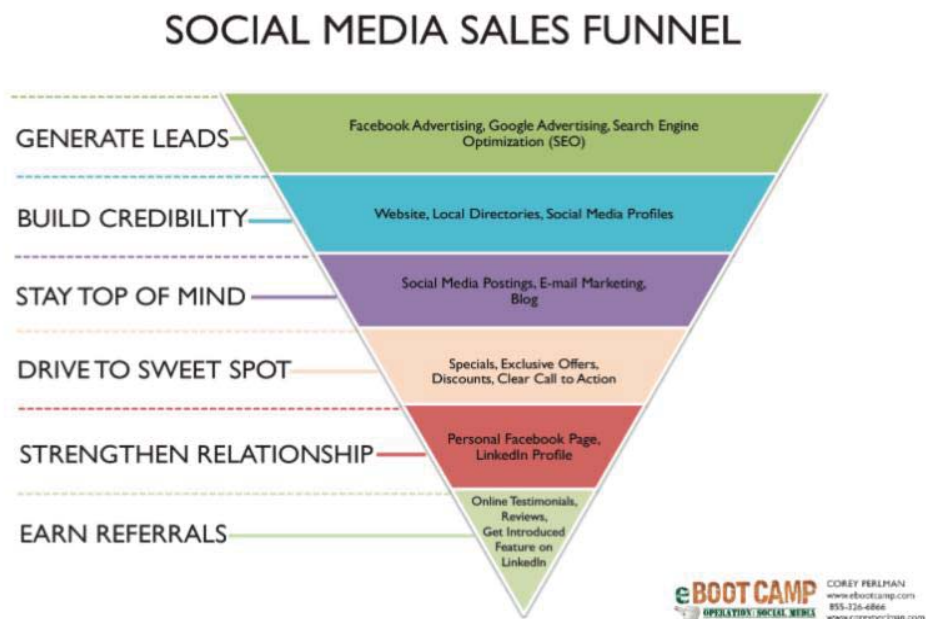 SOCIAL MEDIA SALES FUNNEL
GENERATE LEADS
Facebook Advertising, Google Advertising, Search Engine
Optimization (SEO)
BUILD CREDIBILITY
Website, Local Directories, Social Media Profiles
STAY TOP OF MIND
Social Media Postings, E-mail Marketing,
Blog
DRIVE TO SWEET SPOT
Specials, Exclusive Offers,
Discounts, Clear Call to Action
STRENGTHEN RELATIONSHIP
Personal Facebook Page,
LinkedIn Profile
EARN REFERRALS
Online Testimonials,
Reviews,
Get Introduced
Feature on
LinkedIn
eBOOT CAMP
OPERATION: SOCIAL MEDIA
COREY PERLMAN
www.ebootcamp.com
855-326-6866
www.coreyperlman.com